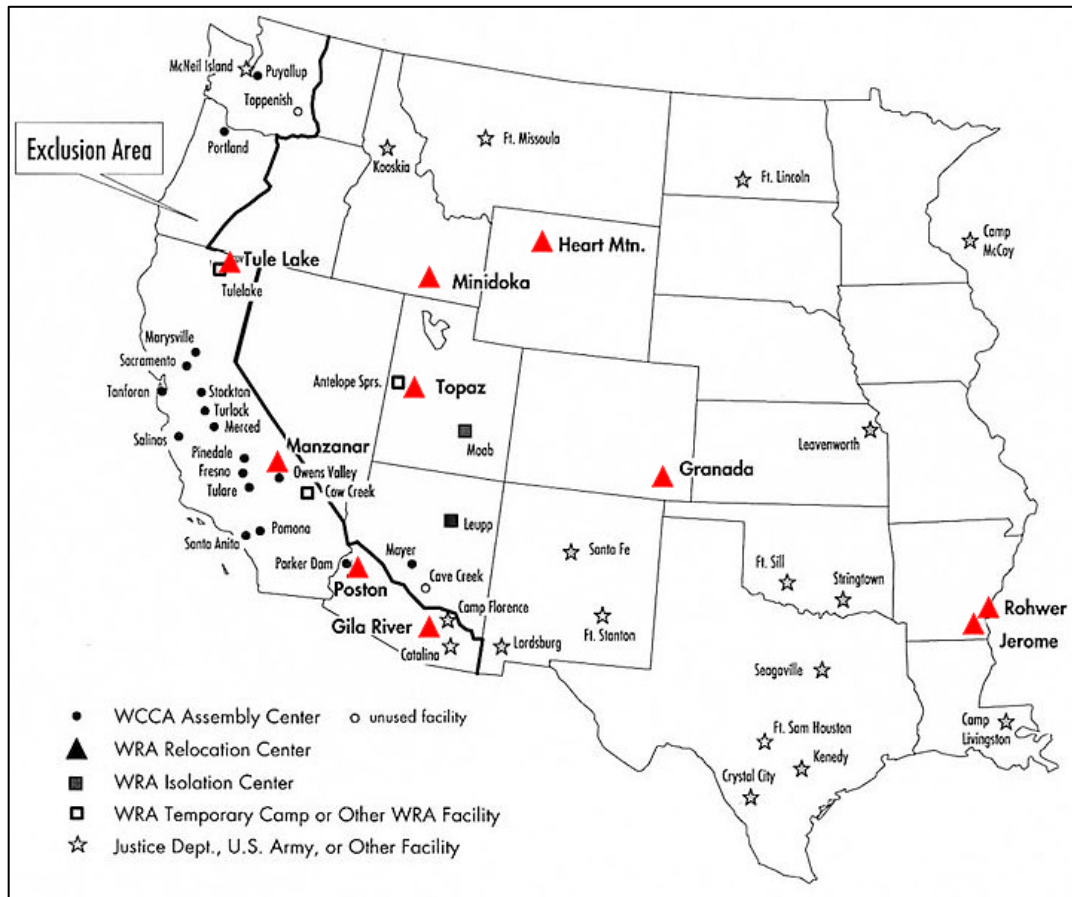 McNeil Island
Puyallup
Toppenish
Portland
Exclusion Area
Kooskia
Ft. Missoula
Ft. Lincoln
Camp
McCoy
Tule Lake
Tulelake
Minidoka
Heart Mtn.
Marysville
Sacramento
Tanforan
Stockton
Turlock
Merced
Salinas
Antelope Sprs.
Topaz
Moab
Leavenworth
Manzanar
Owens Valley
Cow Creek
Pinedale
Fresno
Tulare
Granada
Pomona
Santa Anita
Leupp
Parker Dam
Poston
Mayer
Cave Creek
Santa Fe
Ft. Sill
Stringtown
Gila River
Camp Florence
Catalina
Lordsburg
Ft. Stanton
Rohwer
Jerome
Seagoville
Ft. Sam Houston
Kenedy
Crystal City
Camp
Livingston
WCCA Assembly Center
unused facility
WRA Relocation Center
WRA Isolation Center
WRA Temporary Camp or Other WRA Facility
Justice Dept., U.S. Army, or Other Facility